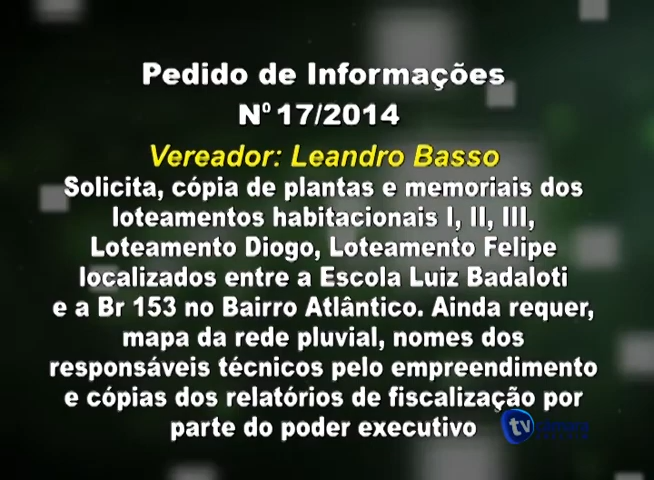 Pedido de Informações
Nº 17/2014
Vereador: Leandro Basso
Solicita, cópia de plantas e memoriais dos
loteamentos habitacionais I, II, III,
Loteamento Diogo, Loteamento Felipe
localizados entre a Escola Luiz Badaloti
e a Br 153 no Bairro Atlântico. Ainda requer,
mapa da rede pluvial, nomes dos
responsáveis técnicos pelo empreendimento
e cópias dos relatórios de fiscalização por
parte do poder executivo
tv